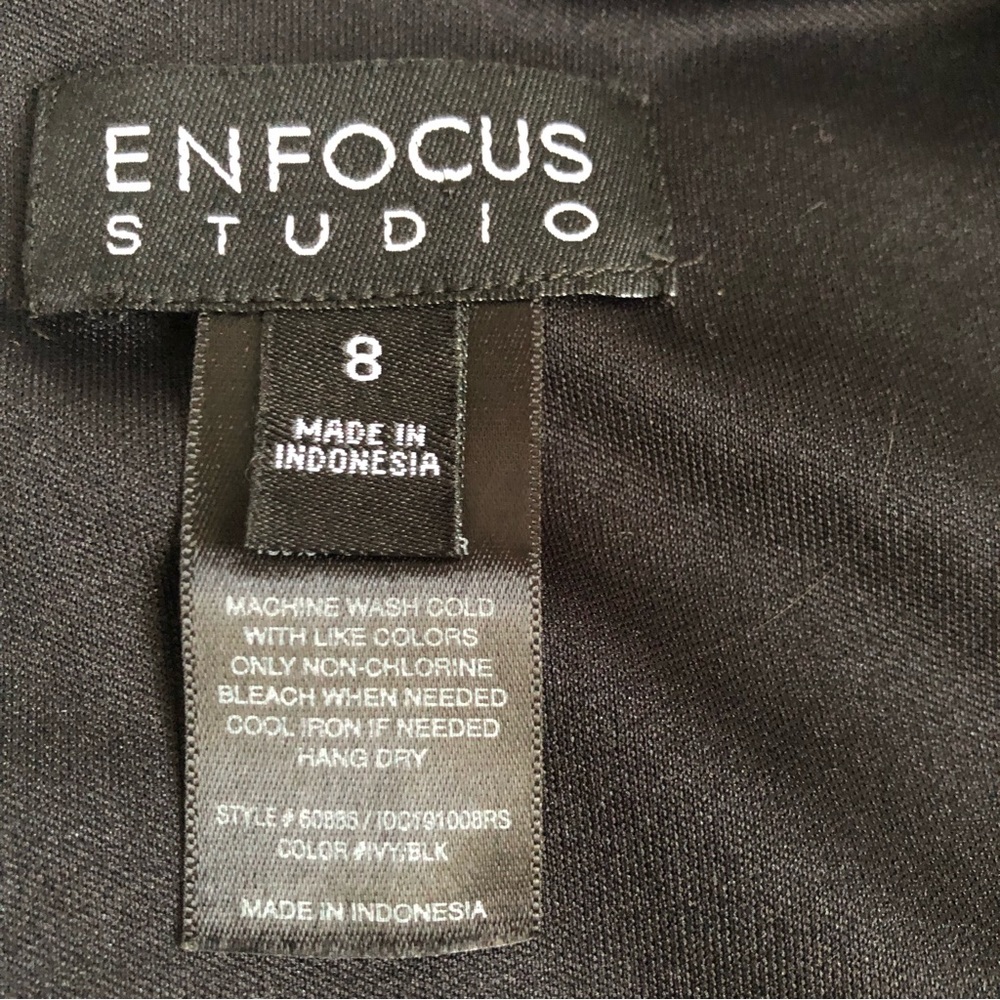 ENFOCUS
STUDIO
8
MADE IN
INDONESIA
MACHINE WASH COLD
WITH LIKE COLORS
ONLY NON-CHLORINE
BLEACH WHEN NEEDED
COOL IRON IF NEEDED
HANG DRY
STYLE #
COLOR #IVY/BLK
MADE IN INDONESIA